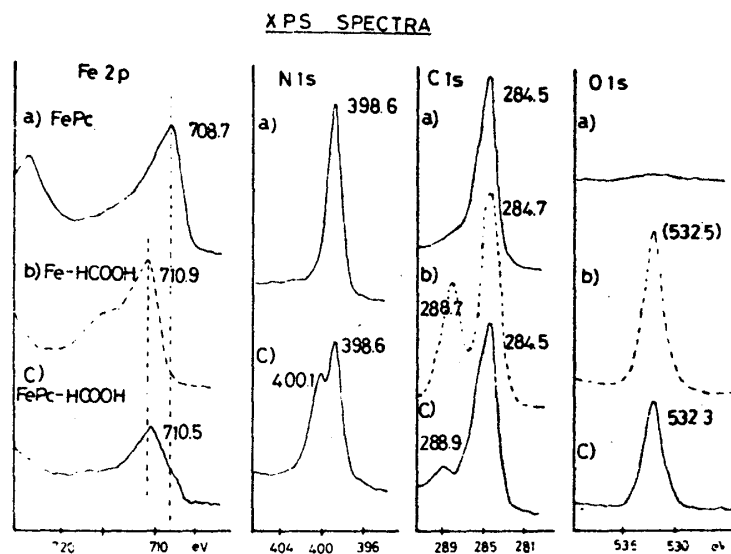 XPS SPECTRA
Fe 2p
a) FePc
708.7
b) Fe-HCOOH
710.9
C)
FePc-HCOOH
710.5
720
710
eV
N1s
a)
398.6
C)
398.6
400.1
404
400
396
C1s
284.5
a)
284.7
b)
288.7
284.5
C)
288.9
289
285
281
O1s
a)
(532.5)
b)
532.3
C)
535
530